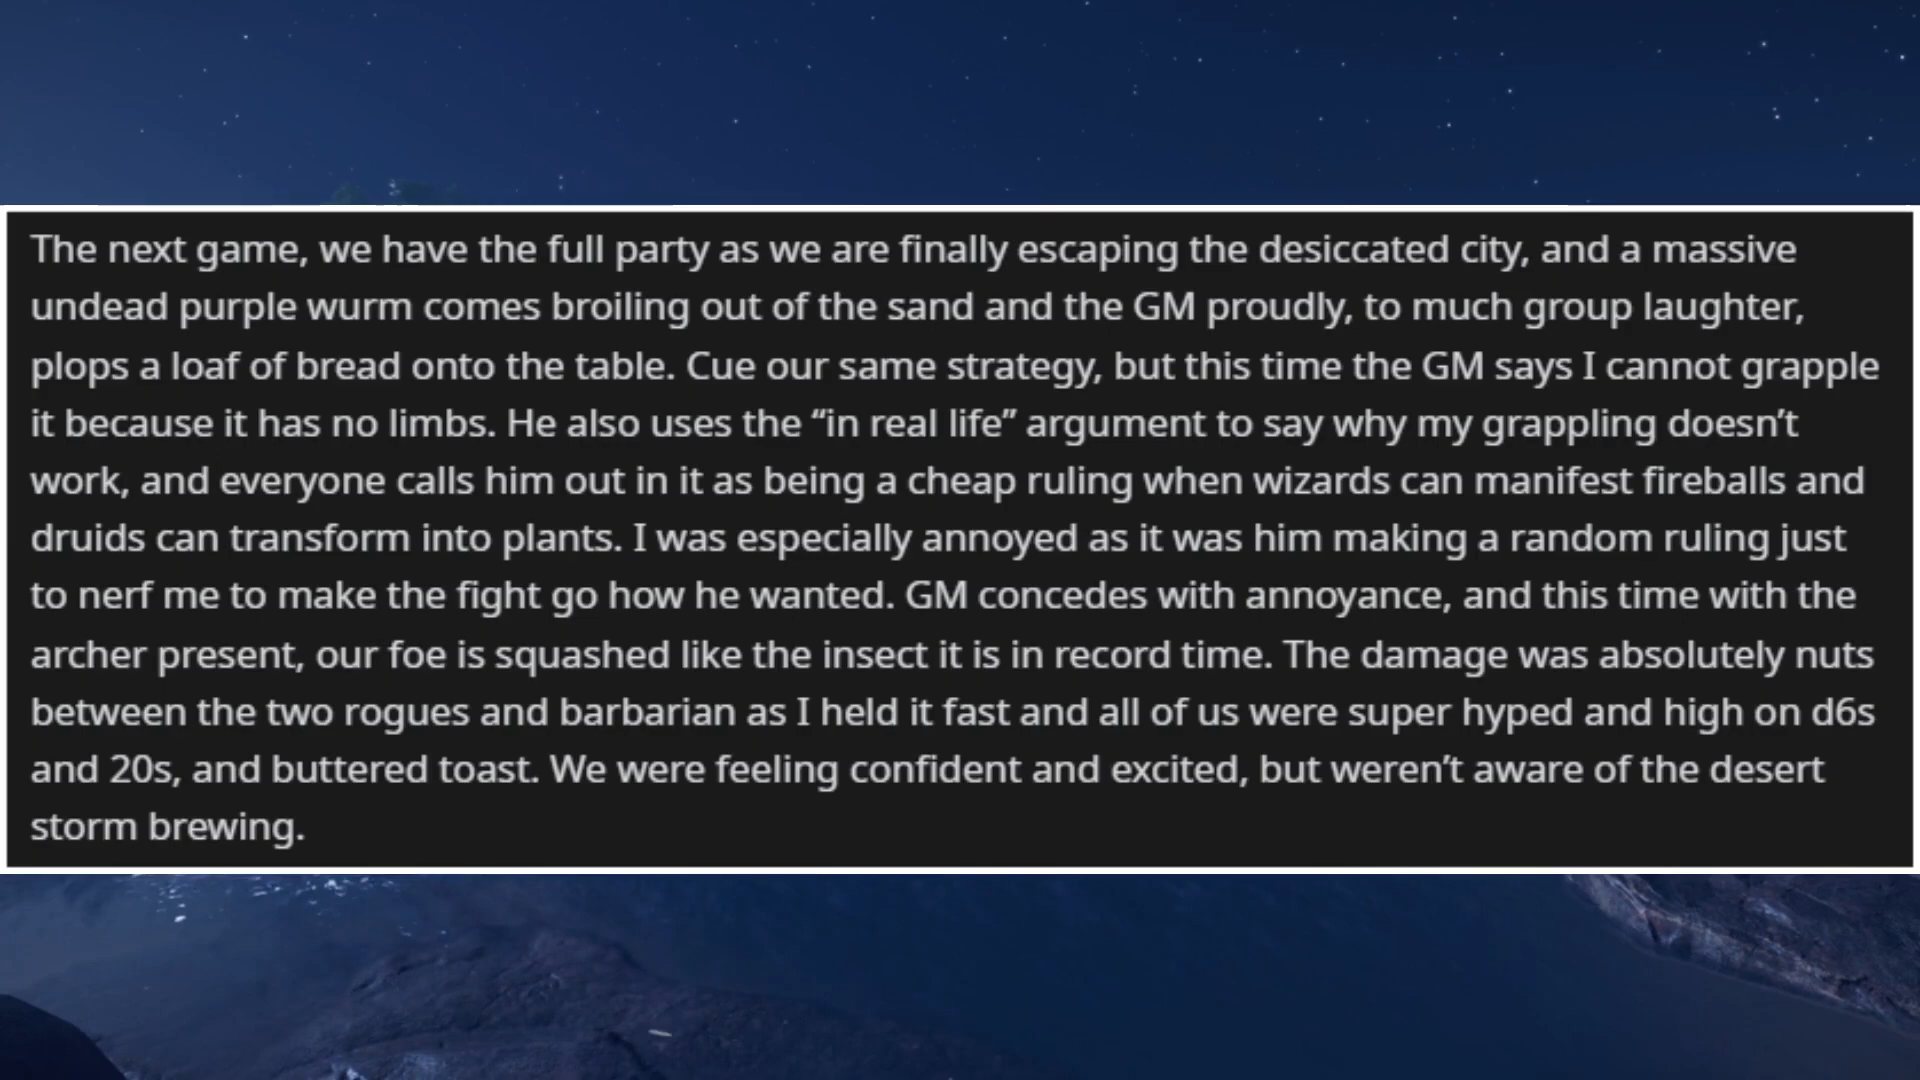 The next game, we have the full party as we are finally escaping the desiccated city, and a massive
undead purple wurm comes broiling out of the sand and the GM proudly, to much group laughter,
plops a loaf of bread onto the table. Cue our same strategy, but this time the GM says I cannot grapple
it because it has no limbs. He also uses the “in real life” argument to say why my grappling doesn’t
work, and everyone calls him out in it as being a cheap ruling when wizards can manifest fireballs and
druids can transform into plants. I was especially annoyed as it was him making a random ruling just
to nerf me to make the fight go how he wanted. GM concedes with annoyance, and this time with the
archer present, our foe is squashed like the insect it is in record time. The damage was absolutely nuts
between the two rogues and barbarian as I held it fast and all of us were super hyped and high on d6s
and 20s, and buttered toast. We were feeling confident and excited, but weren’t aware of the desert
storm brewing.